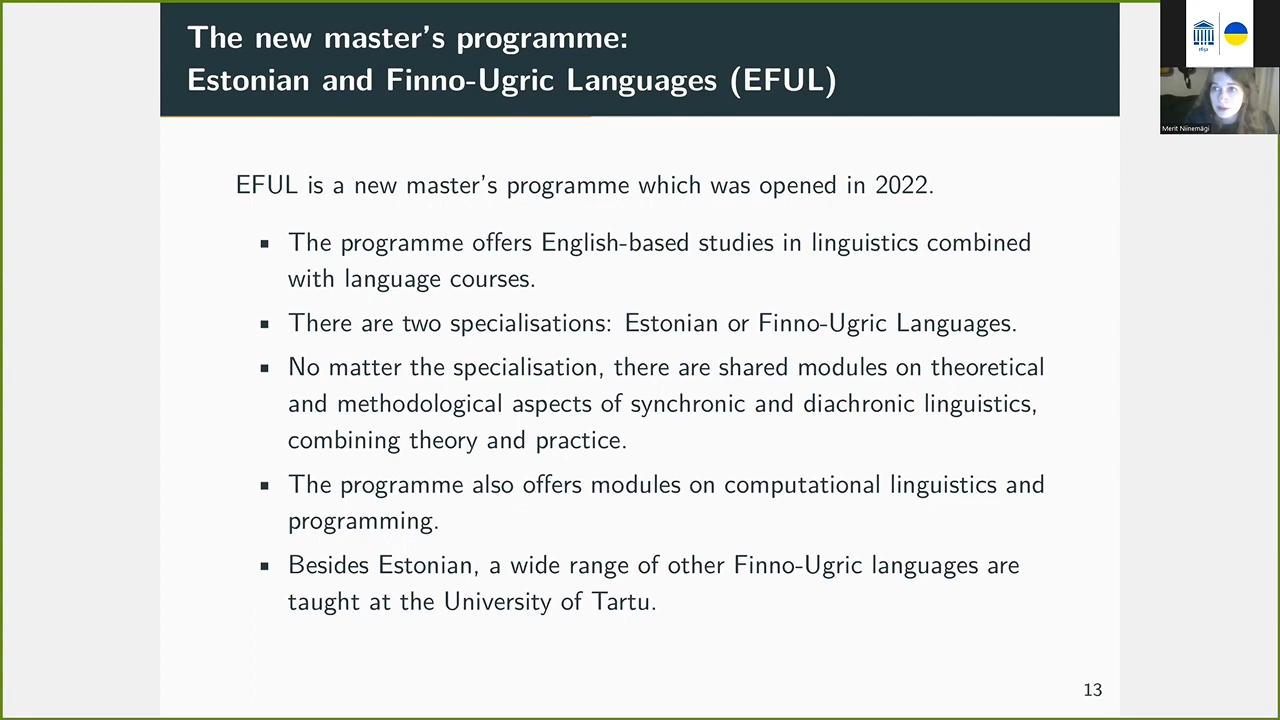 The new master's programme:
Estonian and Finno-Ugric Languages (EFUL)
EFUL is a new master's programme which was opened in 2022.
▪ The programme offers English-based studies in linguistics combined
with language courses.
▪ There are two specialisations: Estonian or Finno-Ugric Languages.
▪ No matter the specialisation, there are shared modules on theoretical
and methodological aspects of synchronic and diachronic linguistics,
combining theory and practice.
▪ The programme also offers modules on computational linguistics and
programming.
▪ Besides Estonian, a wide range of other Finno-Ugric languages are
taught at the University of Tartu.
13
1632
Merit Niinemägi